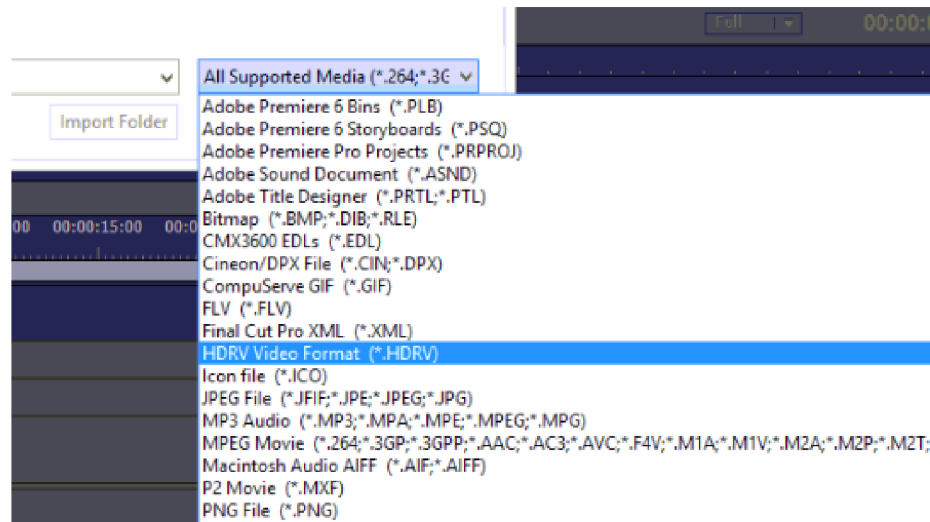 Full
00:00:
All Supported Media (*.264;*.3G
Import Folder
Adobe Premiere 6 Bins (*.PLB)
Adobe Premiere 6 Storyboards (*.PSQ)
Adobe Premiere Pro Projects (*.PRPROJ)
Adobe Sound Document (*.ASND)
Adobe Title Designer (*.PRTL;*.PTL)
00 00:00:15:00 00:0
Bitmap (*.BMP;*.DIB;*.RLE)
CMX3600 EDLs (*.EDL)
Cineon/DPX File (*.CIN;*.DPX)
CompuServe GIF (*.GIF)
FLV (*.FLV)
Final Cut Pro XML (*.XML)
HDRV Video Format (*.HDRV)
Icon file (*.ICO)
JPEG File (*.JFIF;*.JPE;*.JPEG;*.JPG)
MP3 Audio (*.MP3;*.MPA;*.MPE;*.MPEG;*.MPG)
MPEG Movie (*.264;*.3GP;*.3GPP;*.AAC;*.AC3;*.AVC;*.F4V;*.M1A;*.M1V;*.M2A;*.M2P;*.M2T;
Macintosh Audio AIFF (*.AIF;*.AIFF)
P2 Movie (*.MXF)
PNG File (*.PNG)